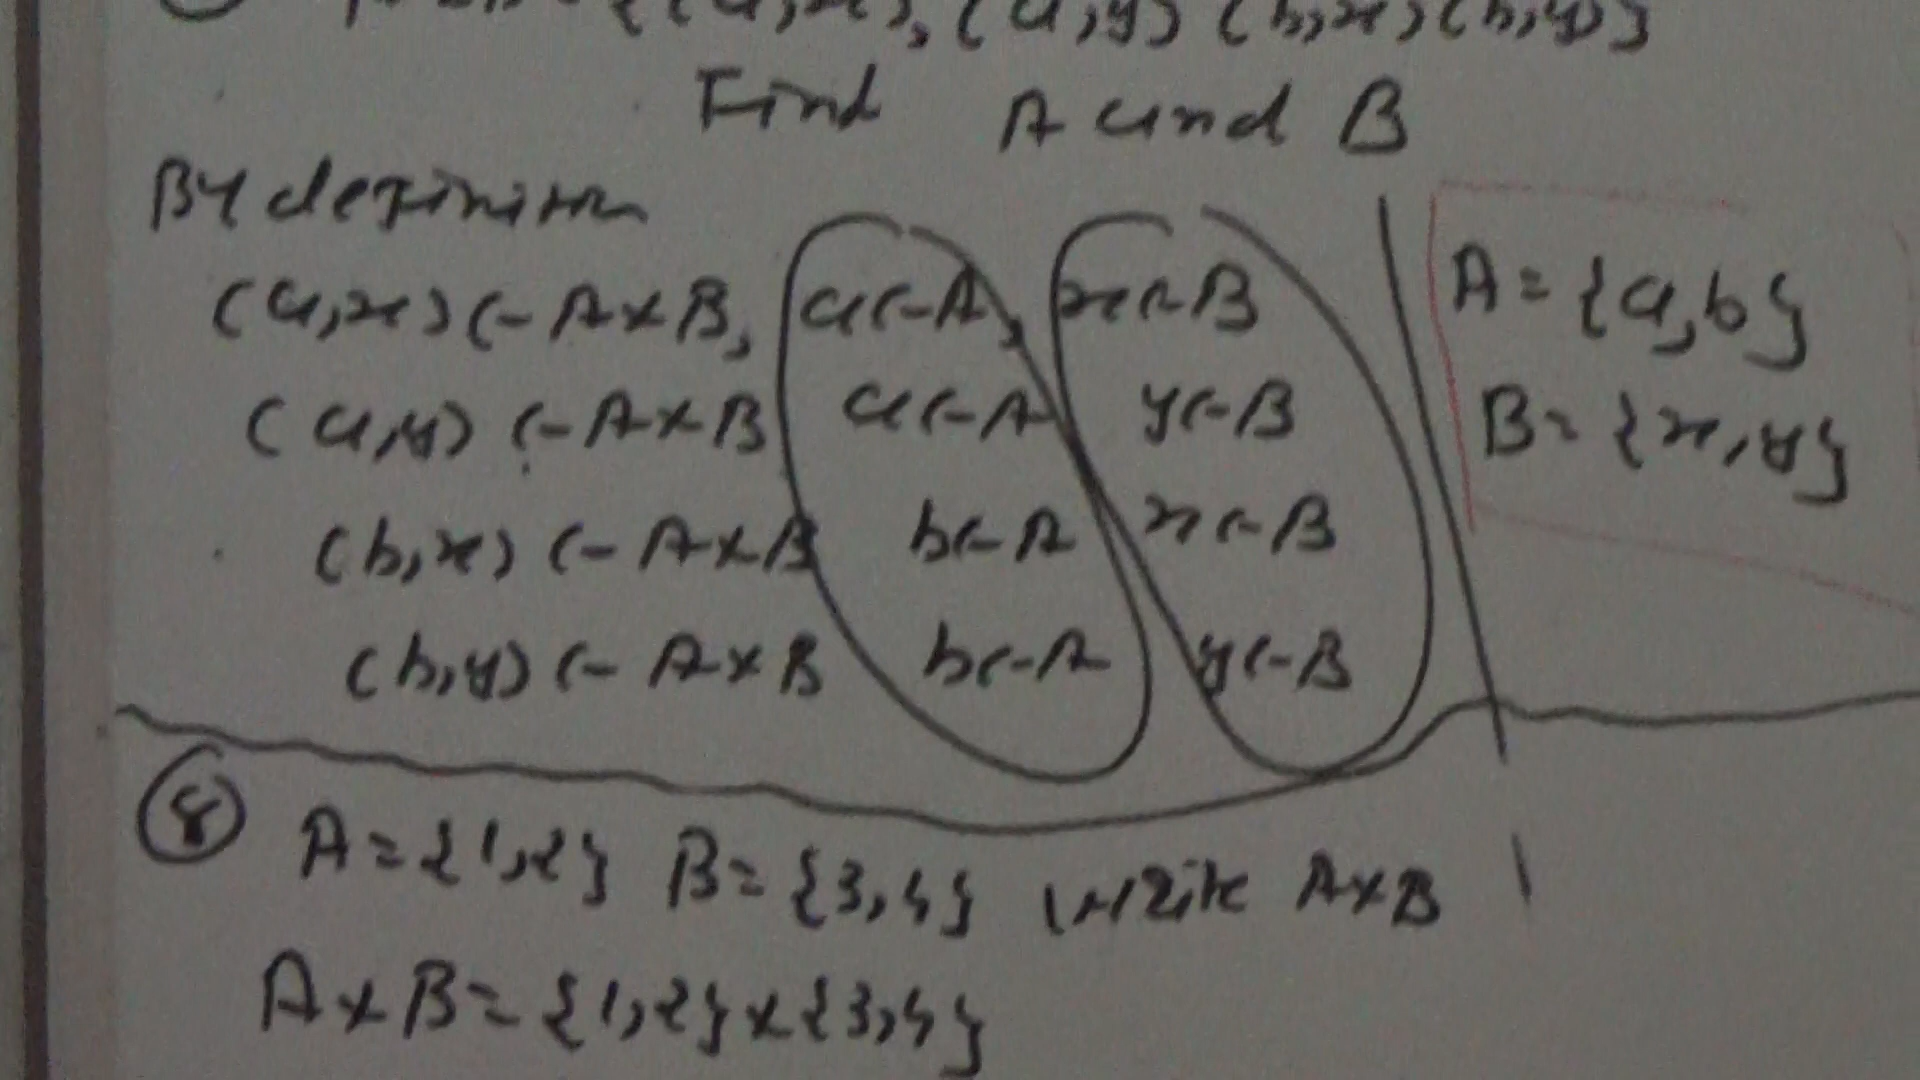 {(a,x),(a,y)(b,x)(b,y)}
Find A and B
By definition
(a,x) ∈ A×B, a∈A, x∈B
(a,y) ∈ A×B a∈A y∈B
(b,x) ∈ A×B b∈A x∈B
(b,y) ∈ A×B b∈A y∈B
A = {a,b}
B = {x,y}
8 A = {1,2} B = {3,4} write A×B
A×B = {1,2}×{3,4}